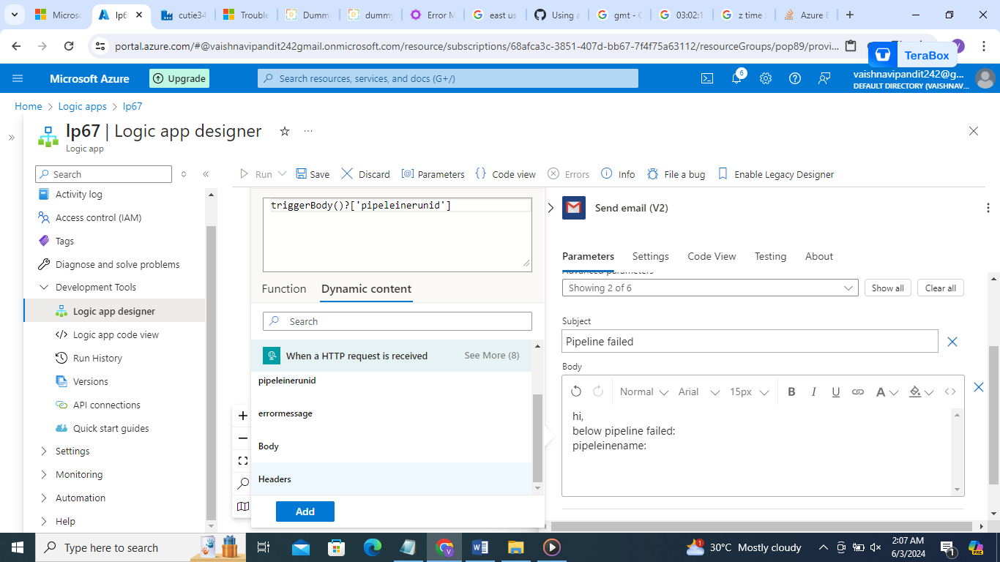 Microso
lp6
cutie34
Trouble
Dummy
dummy
Error M
east us
Using a
gmt - G
03:02:1
z time z
Azure E
portal.azure.com/#@vaishnavipandit242gmail.onmicrosoft.com/resource/subscriptions/68afca3c-3851-407d-bb67-7f4f75a63112/resourceGroups/pop89/provi...
TeraBox
Microsoft Azure
Upgrade
Search resources, services, and docs (G+/)
6
vaishnavipandit242@g...
DEFAULT DIRECTORY (VAISHNAV...
Home > Logic apps > lp67
lp67 | Logic app designer
Logic app
Search
Run
Save
Discard
Parameters
Code view
Errors
Info
File a bug
Enable Legacy Designer
Activity log
Access control (IAM)
Tags
Diagnose and solve problems
Development Tools
Logic app designer
Logic app code view
Run History
Versions
API connections
Quick start guides
Settings
Monitoring
Automation
Help
triggerBody()?['pipeleinerunid']
Function
Dynamic content
Search
When a HTTP request is received
See More (8)
pipeleinerunid
errormessage
Body
Headers
Add
Send email (V2)
Parameters
Settings
Code View
Testing
About
Advanced parameters
Showing 2 of 6
Show all
Clear all
Subject
Pipeline failed
Body
Normal
Arial
15px
B
I
U
A
hi,
below pipeline failed:
pipeleinename:
Type here to search
1
30°C Mostly cloudy
2:07 AM
6/3/2024
1
PRE